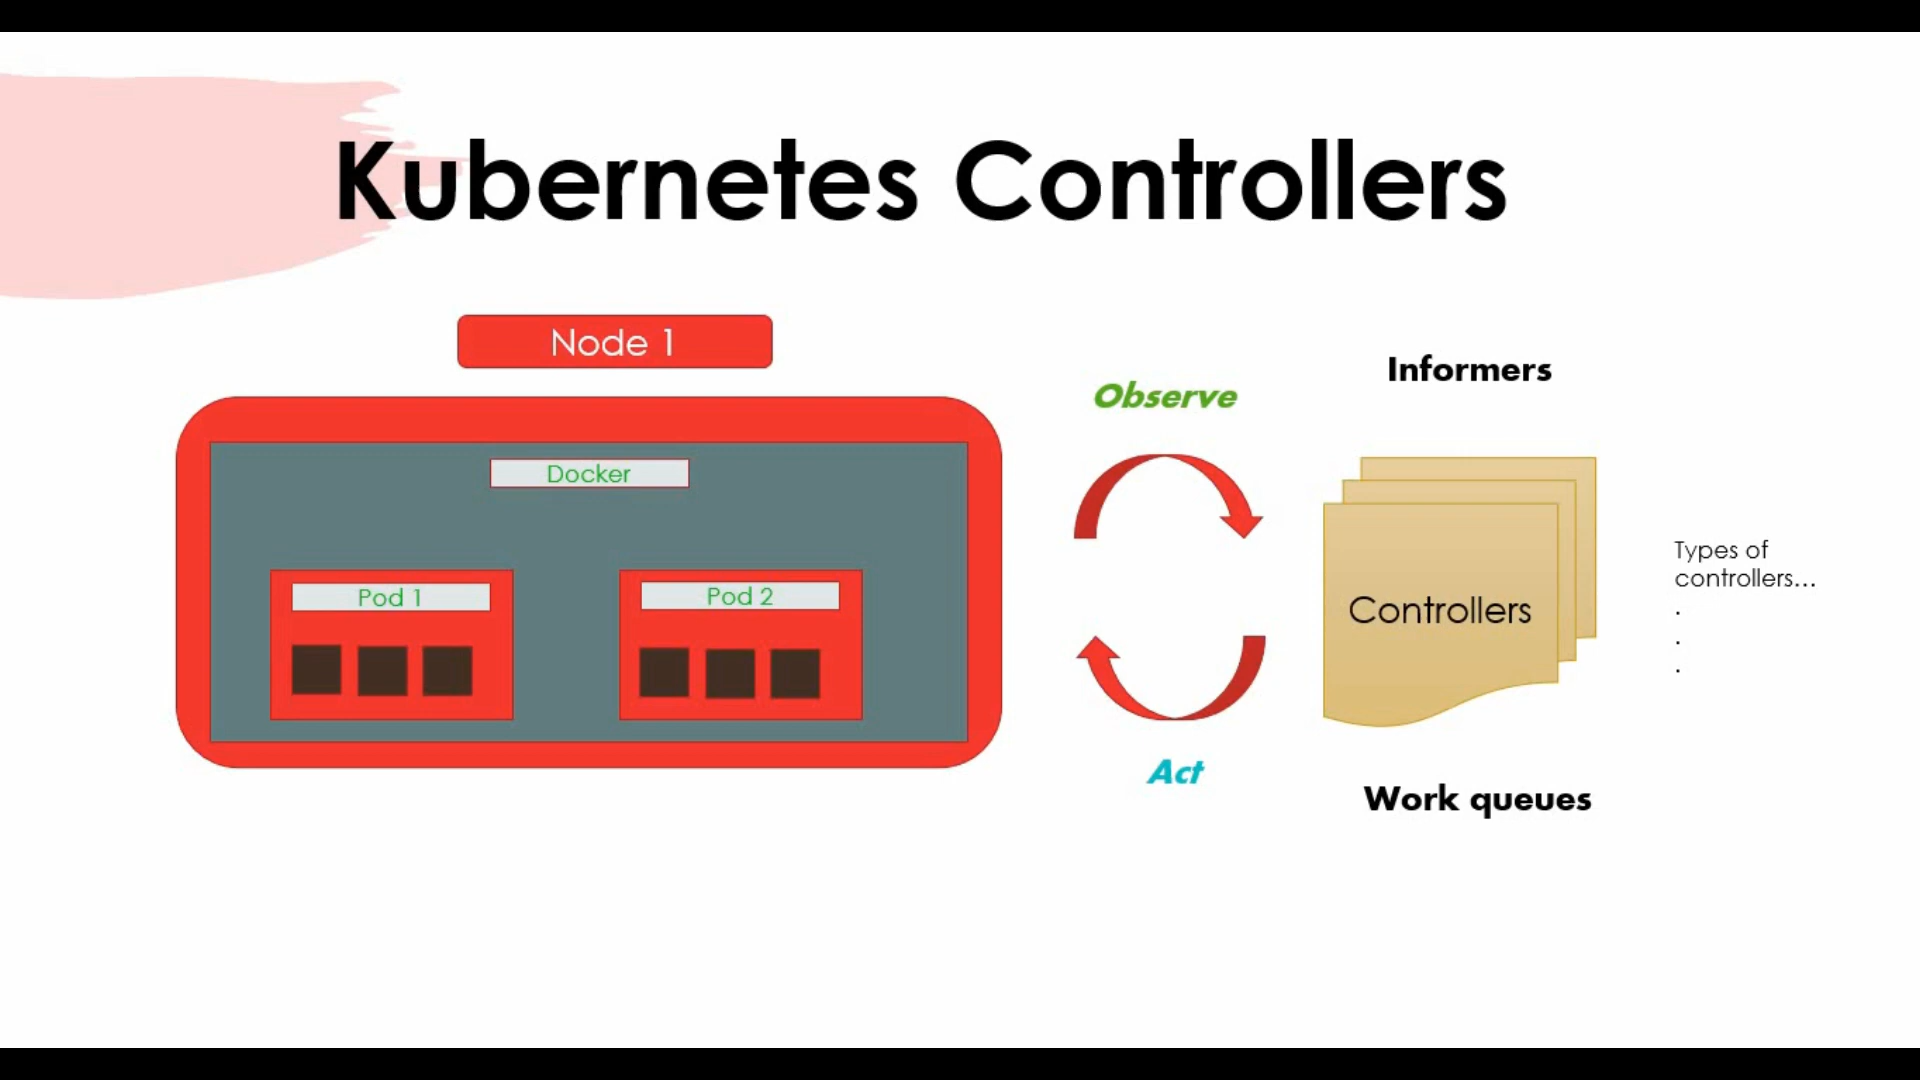 Kubernetes Controllers
Node 1
Docker
Pod 1
Pod 2
Observe
Act
Informers
Controllers
Work queues
Types of
controllers...
.
.
.